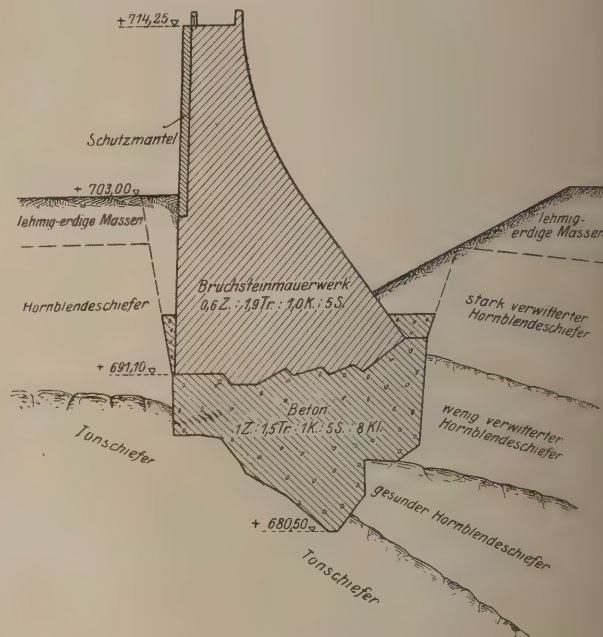 + 714,25
Schutzmantel
+ 703,00
lehmig-erdige Massen
lehmig-
erdige Massen
Bruchsteinmauerwerk
0,6 Z. : 1,9 Tr. : 1,0 K. : 5 S.
Hornblendeschiefer
stark verwitterter
Hornblendeschiefer
+ 691,10
Beton
1 Z. : 1,5 Tr. : 1 K. : 5 S. : 8 Kl.
wenig verwitterter
Hornblendeschiefer
Tonschiefer
gesunder Hornblendeschiefer
+ 680,50
Tonschiefer